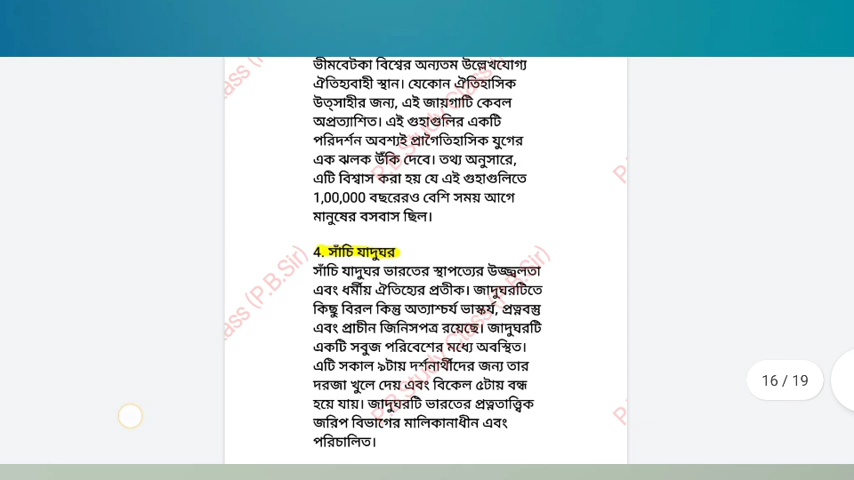 ভীমবেটকা বিশ্বের অন্যতম উল্লেখযোগ্য
ঐতিহ্যবাহী স্থান। যেকোন ঐতিহাসিক
উত্সাহীর জন্য, এই জায়গাটি কেবল
অপ্রত্যাশিত। এই গুহাগুলির একটি
পরিদর্শন অবশ্যই প্রাগৈতিহাসিক যুগের
এক ঝলক উঁকি দেবে। তথ্য অনুসারে,
এটি বিশ্বাস করা হয় যে এই গুহাগুলিতে
1,00,000 বছরেরও বেশি সময় আগে
মানুষের বসবাস ছিল।
4. সাঁচি যাদুঘর
সাঁচি যাদুঘর ভারতের স্থাপত্যের উজ্জ্বলতা
এবং ধর্মীয় ঐতিহ্যের প্রতীক। জাদুঘরটিতে
কিছু বিরল কিন্তু অত্যাশ্চর্য ভাস্কর্য, প্রত্নবস্তু
এবং প্রাচীন জিনিসপত্র রয়েছে। জাদুঘরটি
একটি সবুজ পরিবেশের মধ্যে অবস্থিত।
এটি সকাল ৯টায় দর্শনার্থীদের জন্য তার
দরজা খুলে দেয় এবং বিকেল ৫টায় বন্ধ
হয়ে যায়। জাদুঘরটি ভারতের প্রত্নতাত্ত্বিক
জরিপ বিভাগের মালিকানাধীন এবং
পরিচালিত।
16 / 19
P.B Study Class (P.B.Sir)